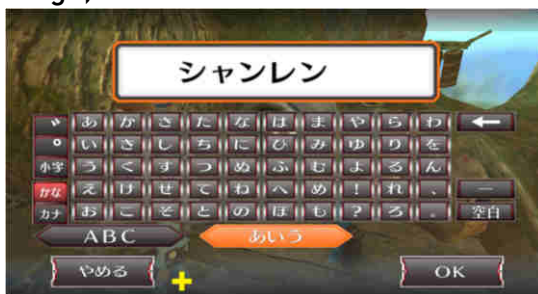 シャンレン
゛ あ か さ た な は ま や ら わ ←
゜ い き し ち に ひ み ゆ り を
小字 う く す つ ぬ ふ む よ る ん
かな え け せ て ね へ め ! れ 、 ー
カナ お こ そ と の ほ も ? ろ 。 空白
ABC あいう
やめる OK